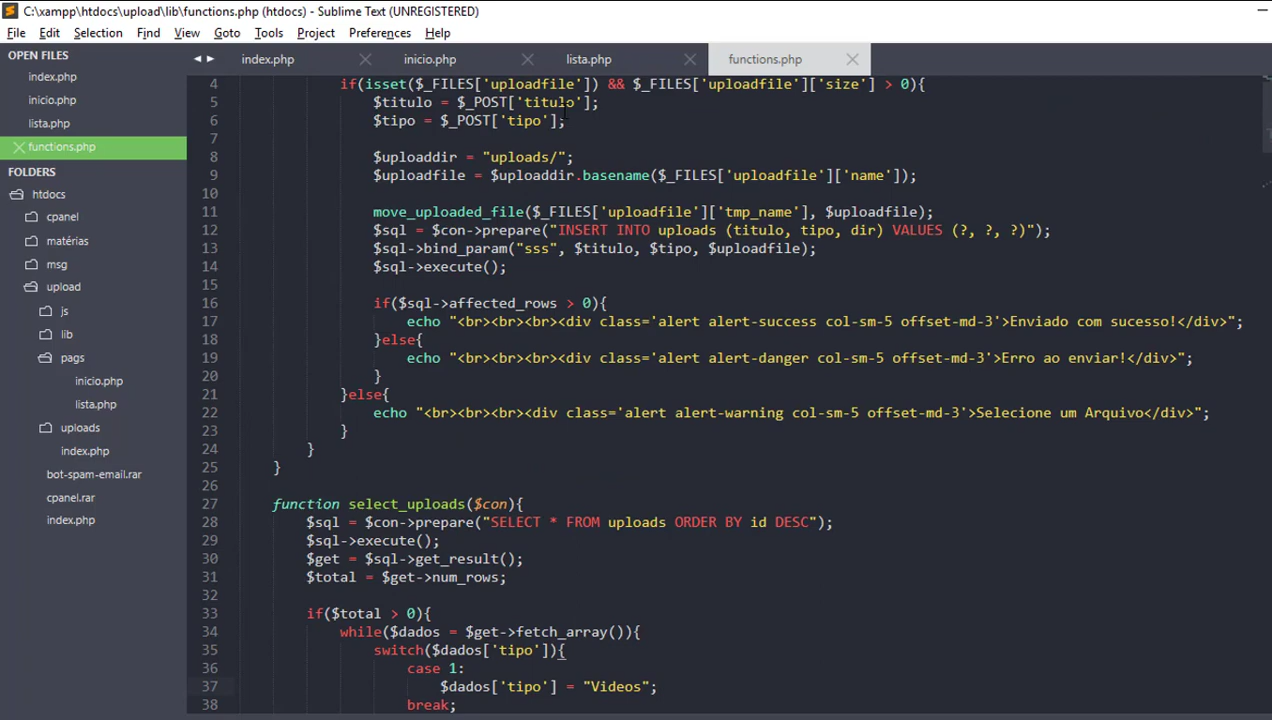 C:\xampp\htdocs\upload\lib\functions.php (htdocs) - Sublime Text (UNREGISTERED)
File Edit Selection Find View Goto Tools Project Preferences Help
OPEN FILES
index.php
inicio.php
lista.php
functions.php
FOLDERS
htdocs
cpanel
matérias
msg
upload
js
lib
pags
inicio.php
lista.php
uploads
index.php
bot-spam-email.rar
cpanel.rar
index.php
index.php inicio.php lista.php functions.php
4 if(isset($_FILES['uploadfile']) && $_FILES['uploadfile']['size'] > 0){
5 $titulo = $_POST['titulo'];
6 $tipo = $_POST['tipo'];
7
8 $uploaddir = "uploads/";
9 $uploadfile = $uploaddir.basename($_FILES['uploadfile']['name']);
10
11 move_uploaded_file($_FILES['uploadfile']['tmp_name'], $uploadfile);
12 $sql = $con->prepare("INSERT INTO uploads (titulo, tipo, dir) VALUES (?, ?, ?)");
13 $sql->bind_param("sss", $titulo, $tipo, $uploadfile);
14 $sql->execute();
15
16 if($sql->affected_rows > 0){
17 echo "<br><br><br><div class='alert alert-success col-sm-5 offset-md-3'>Enviado com sucesso!</div>";
18 }else{
19 echo "<br><br><br><div class='alert alert-danger col-sm-5 offset-md-3'>Erro ao enviar!</div>";
20 }
21 }else{
22 echo "<br><br><br><div class='alert alert-warning col-sm-5 offset-md-3'>Selecione um Arquivo</div>";
23 }
24 }
25 }
26
27 function select_uploads($con){
28 $sql = $con->prepare("SELECT * FROM uploads ORDER BY id DESC");
29 $sql->execute();
30 $get = $sql->get_result();
31 $total = $get->num_rows;
32
33 if($total > 0){
34 while($dados = $get->fetch_array()){
35 switch($dados['tipo']){
36 case 1:
37 $dados['tipo'] = "Videos";
38 break;